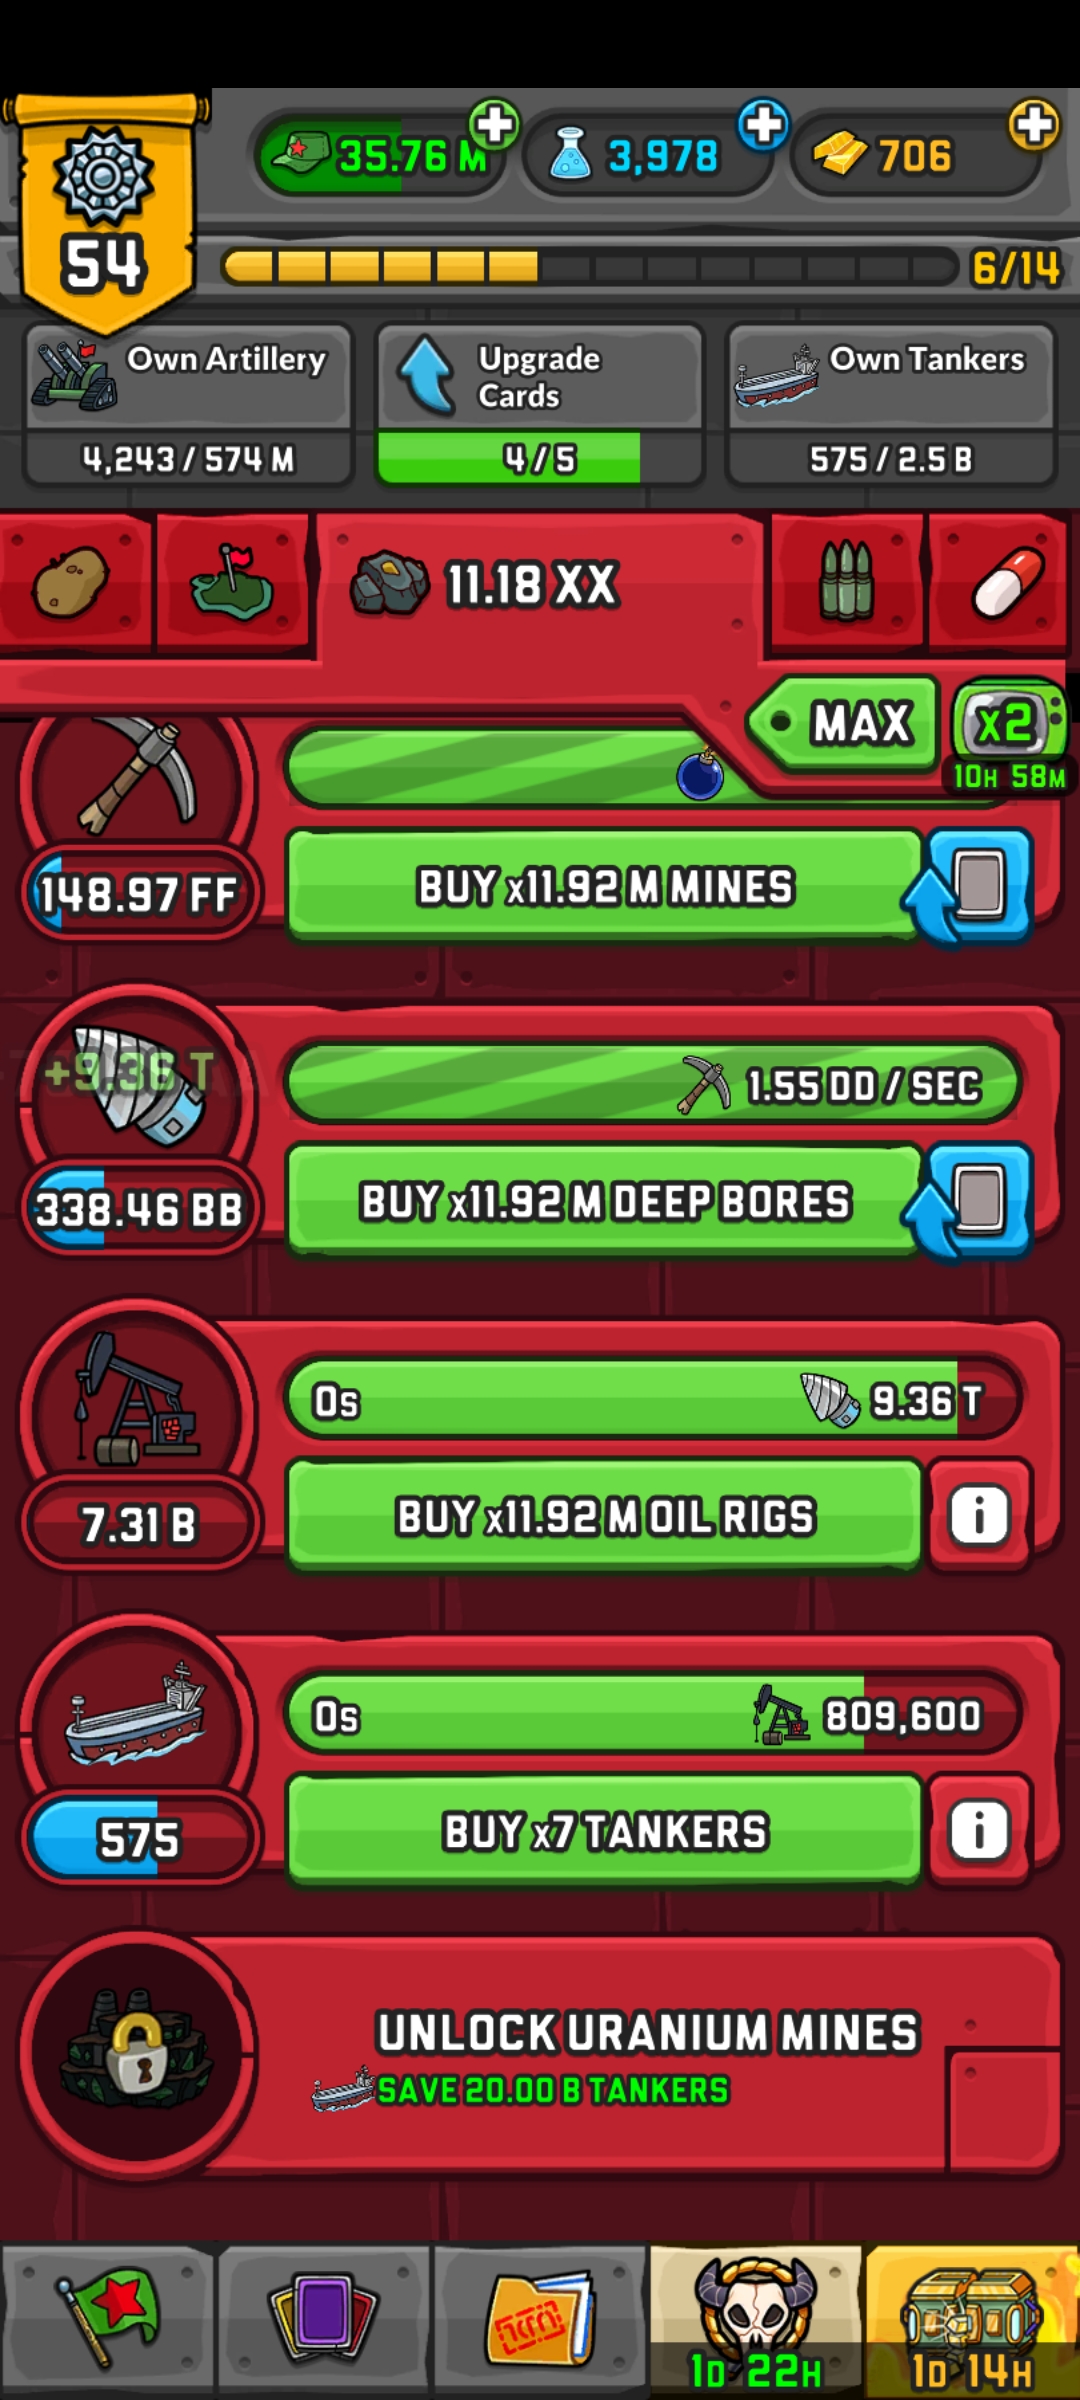 54
35.76 M
3,978
706
6/14
Own Artillery
4,243 / 574 M
Upgrade
Cards
4 / 5
Own Tankers
575 / 2.5 B
11.18 XX
MAX
x2
10H 58M
148.97 FF
BUY x11.92 M MINES
+9.36 T
1.55 DD / SEC
338.46 BB
BUY x11.92 M DEEP BORES
0s
9.36 T
7.31 B
BUY x11.92 M OIL RIGS
i
0s
809,600
575
BUY x7 TANKERS
i
UNLOCK URANIUM MINES
SAVE 20.00 B TANKERS
1D 22H
1D 14H